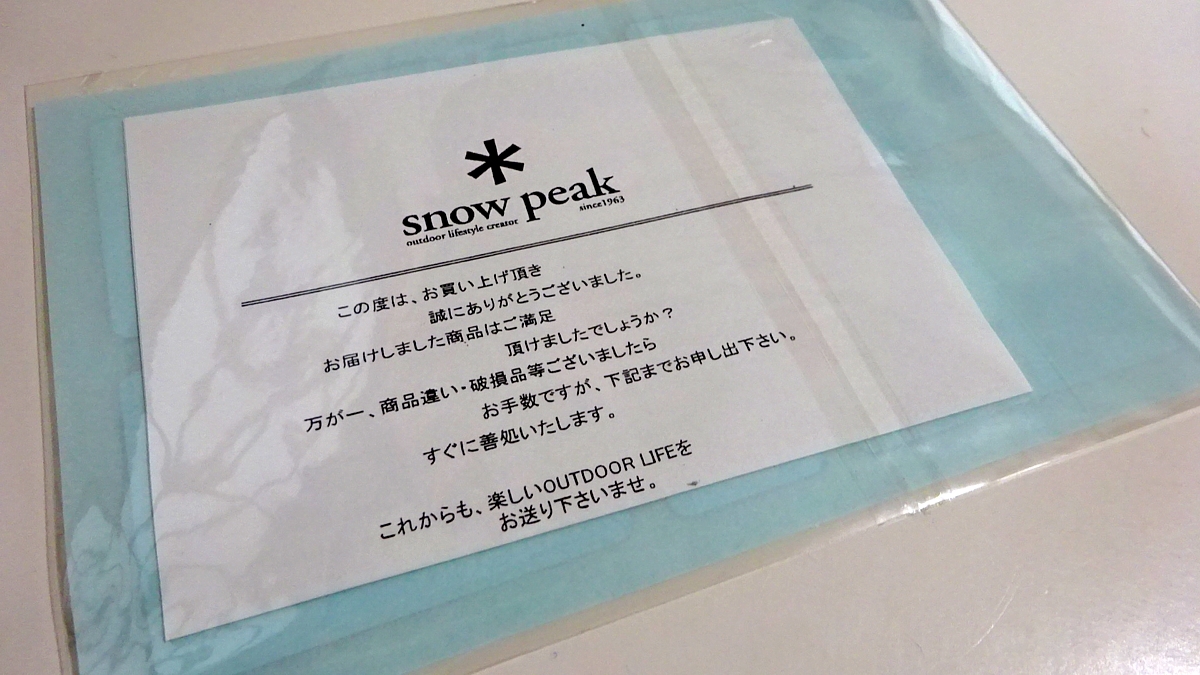 snow peak
outdoor lifestyle creator since1963
この度は、お買い上げ頂き
誠にありがとうございました。
お届けしました商品はご満足
頂けましたでしょうか?
万が一、商品違い・破損品等ございましたら
お手数ですが、下記までお申し出下さい。
すぐに善処いたします。
これからも、楽しいOUTDOOR LIFEを
お送り下さいませ。